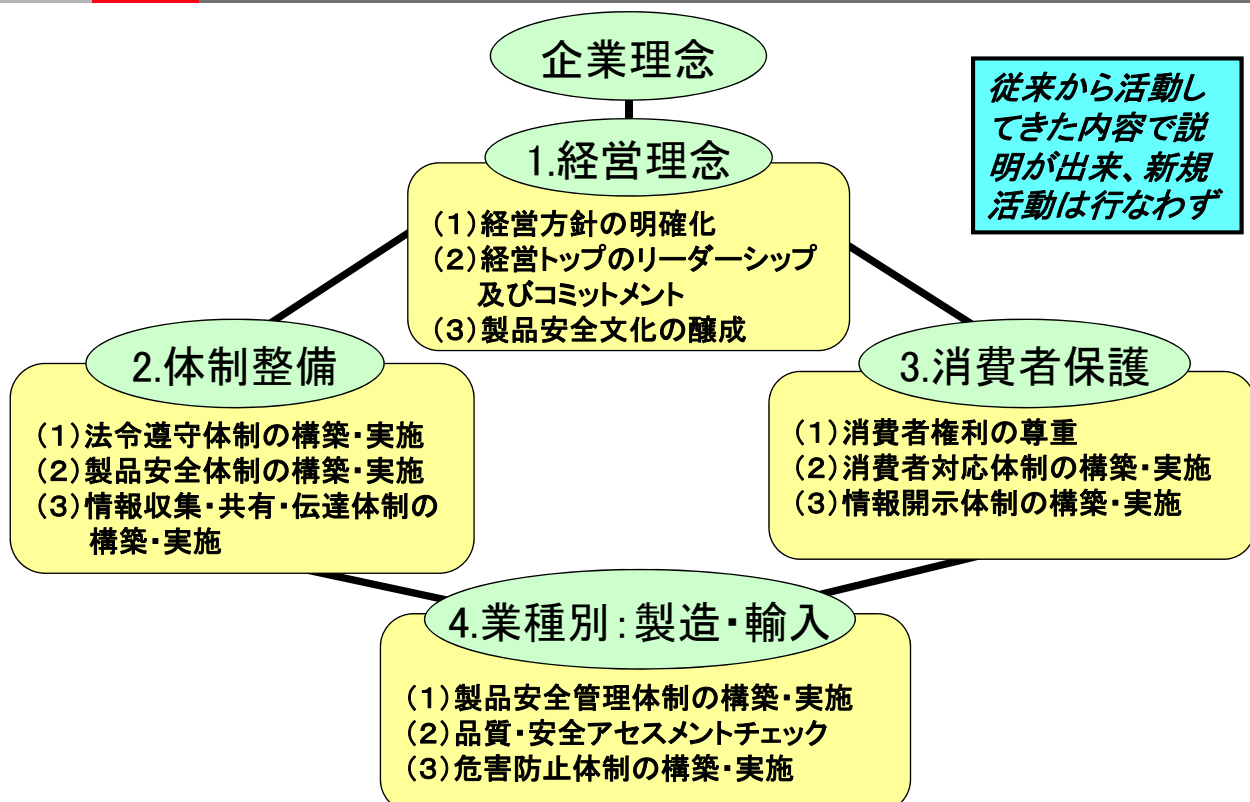 企業理念
従来から活動し
てきた内容で説
明が出来、新規
活動は行なわず
1.経営理念
(1)経営方針の明確化
(2)経営トップのリーダーシップ
及びコミットメント
(3)製品安全文化の醸成
2.体制整備
(1)法令遵守体制の構築・実施
(2)製品安全体制の構築・実施
(3)情報収集・共有・伝達体制の
構築・実施
3.消費者保護
(1)消費者権利の尊重
(2)消費者対応体制の構築・実施
(3)情報開示体制の構築・実施
4.業種別:製造・輸入
(1)製品安全管理体制の構築・実施
(2)品質・安全アセスメントチェック
(3)危害防止体制の構築・実施